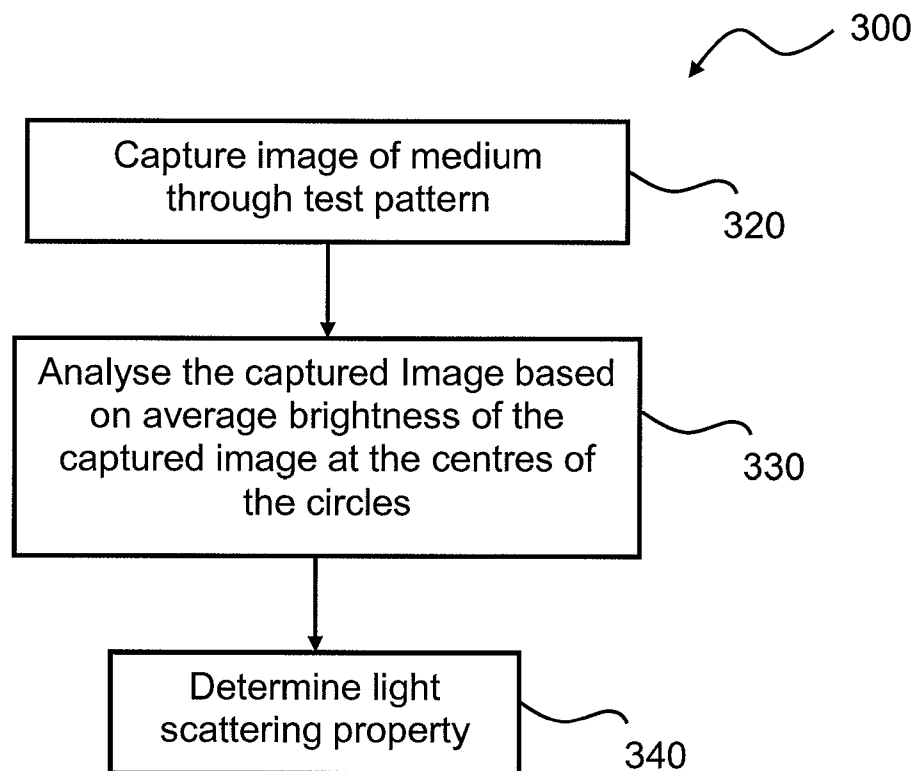 300
Capture image of medium
through test pattern
320
Analyse the captured Image based
on average brightness of the
captured image at the centres of
the circles
330
Determine light
scattering property
340